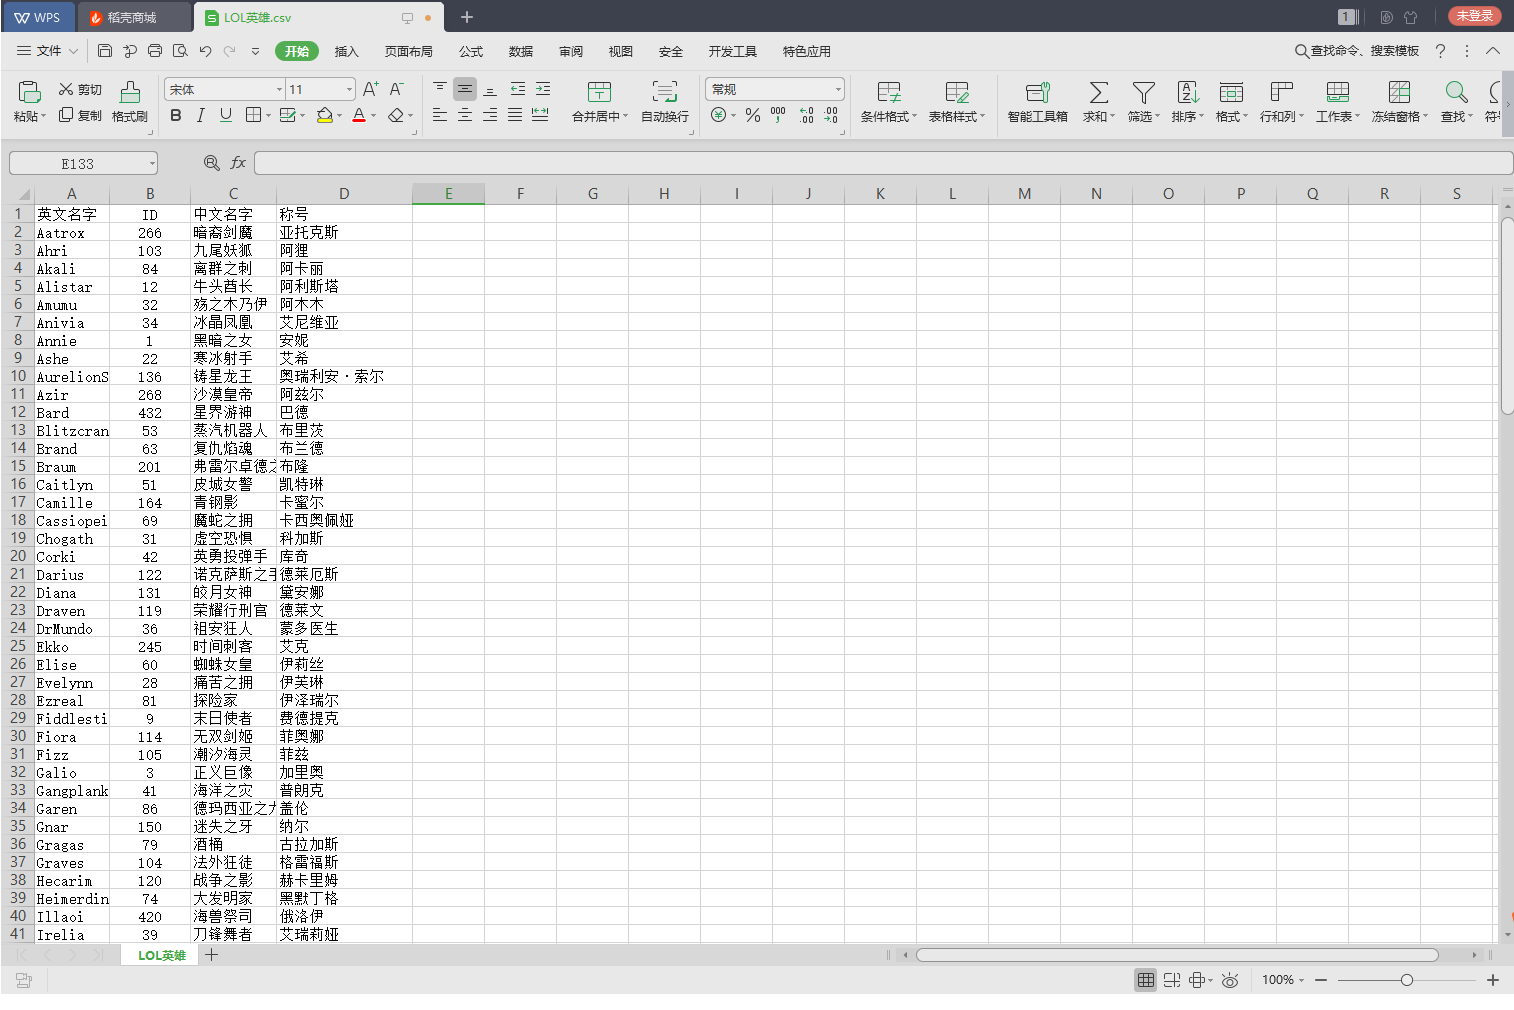 WPS 稻壳商城 LOL英雄.csv 1 未登录
文件 开始 插入 页面布局 公式 数据 审阅 视图 安全 开发工具 特色应用 查找命令、搜索模板 ?
粘贴 剪切 复制 格式刷 宋体 11 A+ A- B I U A 合并居中 自动换行 常规 % 000 条件格式 表格样式 智能工具箱 求和 筛选 排序 格式 行和列 工作表 冻结窗格 查找 符
E133 fx
A B C D E F G H I J K L M N O P Q R S
1 英文名字 ID 中文名字 称号
2 Aatrox 266 暗裔剑魔 亚托克斯
3 Ahri 103 九尾妖狐 阿狸
4 Akali 84 离群之刺 阿卡丽
5 Alistar 12 牛头酋长 阿利斯塔
6 Amumu 32 殇之木乃伊 阿木木
7 Anivia 34 冰晶凤凰 艾尼维亚
8 Annie 1 黑暗之女 安妮
9 Ashe 22 寒冰射手 艾希
10 AurelionS 136 铸星龙王 奥瑞利安·索尔
11 Azir 268 沙漠皇帝 阿兹尔
12 Bard 432 星界游神 巴德
13 Blitzcran 53 蒸汽机器人 布里茨
14 Brand 63 复仇焰魂 布兰德
15 Braum 201 弗雷尔卓德之 布隆
16 Caitlyn 51 皮城女警 凯特琳
17 Camille 164 青钢影 卡蜜尔
18 Cassiopei 69 魔蛇之拥 卡西奥佩娅
19 Chogath 31 虚空恐惧 科加斯
20 Corki 42 英勇投弹手 库奇
21 Darius 122 诺克萨斯之手 德莱厄斯
22 Diana 131 皎月女神 黛安娜
23 Draven 119 荣耀行刑官 德莱文
24 DrMundo 36 祖安狂人 蒙多医生
25 Ekko 245 时间刺客 艾克
26 Elise 60 蜘蛛女皇 伊莉丝
27 Evelynn 28 痛苦之拥 伊芙琳
28 Ezreal 81 探险家 伊泽瑞尔
29 Fiddlesti 9 末日使者 费德提克
30 Fiora 114 无双剑姬 菲奥娜
31 Fizz 105 潮汐海灵 菲兹
32 Galio 3 正义巨像 加里奥
33 Gangplank 41 海洋之灾 普朗克
34 Garen 86 德玛西亚之力 盖伦
35 Gnar 150 迷失之牙 纳尔
36 Gragas 79 酒桶 古拉加斯
37 Graves 104 法外狂徒 格雷福斯
38 Hecarim 120 战争之影 赫卡里姆
39 Heimerdin 74 大发明家 黑默丁格
40 Illaoi 420 海兽祭司 俄洛伊
41 Irelia 39 刀锋舞者 艾瑞莉娅
LOL英雄
100%